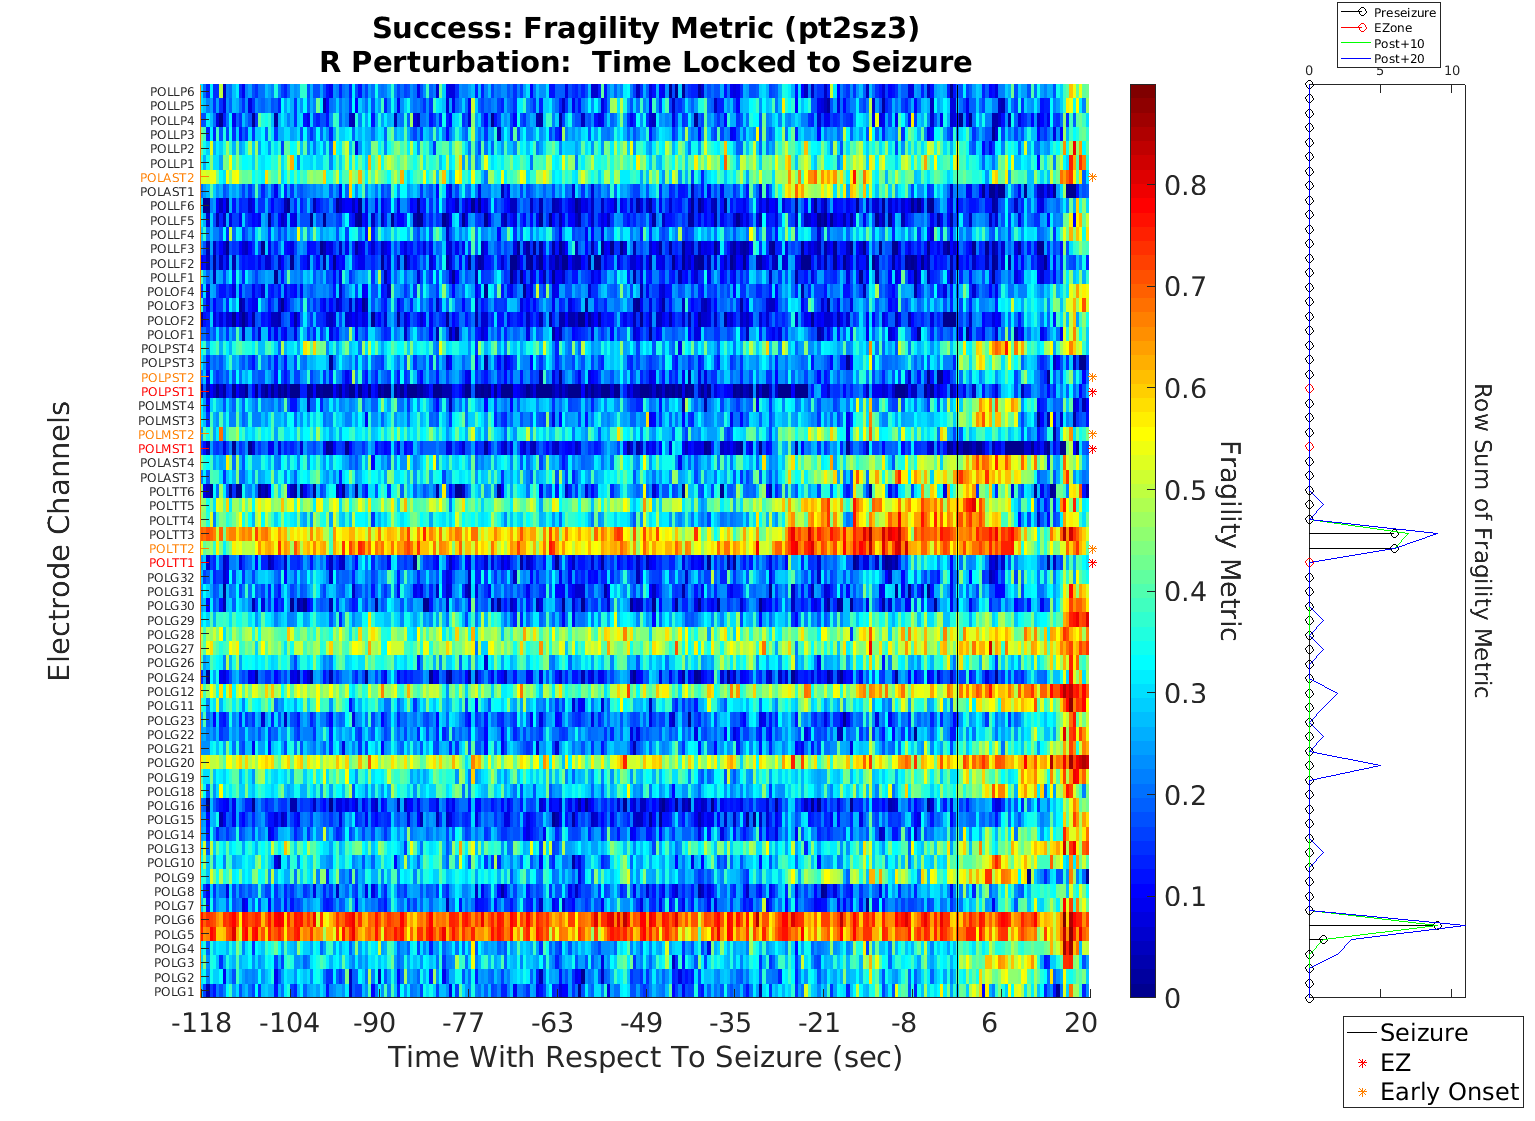 Success: Fragility Metric (pt2sz3)
R Perturbation:  Time Locked to Seizure
Preseizure
EZone
Post+10
Post+20
0 5 10
Electrode Channels
POLLP6
POLLP5
POLLP4
POLLP3
POLLP2
POLLP1
POLAST2
POLAST1
POLLF6
POLLF5
POLLF4
POLLF3
POLLF2
POLLF1
POLOF4
POLOF3
POLOF2
POLOF1
POLPST4
POLPST3
POLPST2
POLPST1
POLMST4
POLMST3
POLMST2
POLMST1
POLAST4
POLAST3
POLTT6
POLTT5
POLTT4
POLTT3
POLTT2
POLTT1
POLG32
POLG31
POLG30
POLG29
POLG28
POLG27
POLG26
POLG24
POLG12
POLG11
POLG23
POLG22
POLG21
POLG20
POLG19
POLG18
POLG16
POLG15
POLG14
POLG13
POLG10
POLG9
POLG8
POLG7
POLG6
POLG5
POLG4
POLG3
POLG2
POLG1
-118 -104 -90 -77 -63 -49 -35 -21 -8 6 20
Time With Respect To Seizure (sec)
0.8
0.7
0.6
0.5
0.4
0.3
0.2
0.1
0
Fragility Metric
Row Sum of Fragility Metric
Seizure
EZ
Early Onset